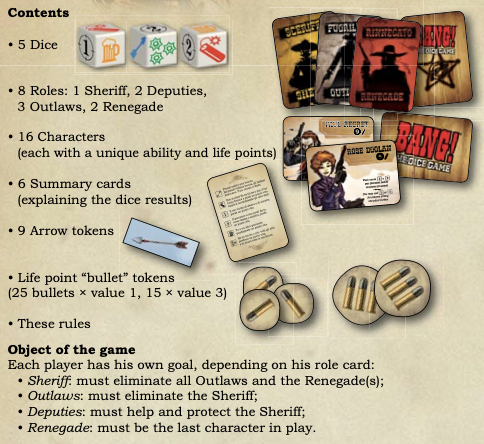 Contents
• 5 Dice
1
2
• 8 Roles: 1 Sheriff, 2 Deputies,
3 Outlaws, 2 Renegade
RINNEGATO
RENEGADE
BANG!
THE DICE GAME
• 16 Characters
(each with a unique ability and life points)
ROSE DOOLAN
BANG!
THE DICE GAME
• 6 Summary cards
(explaining the dice results)
• 9 Arrow tokens
• Life point “bullet” tokens
(25 bullets × value 1, 15 × value 3)
• These rules
Object of the game
Each player has his own goal, depending on his role card:
• Sheriff: must eliminate all Outlaws and the Renegade(s);
• Outlaws: must eliminate the Sheriff;
• Deputies: must help and protect the Sheriff;
• Renegade: must be the last character in play.